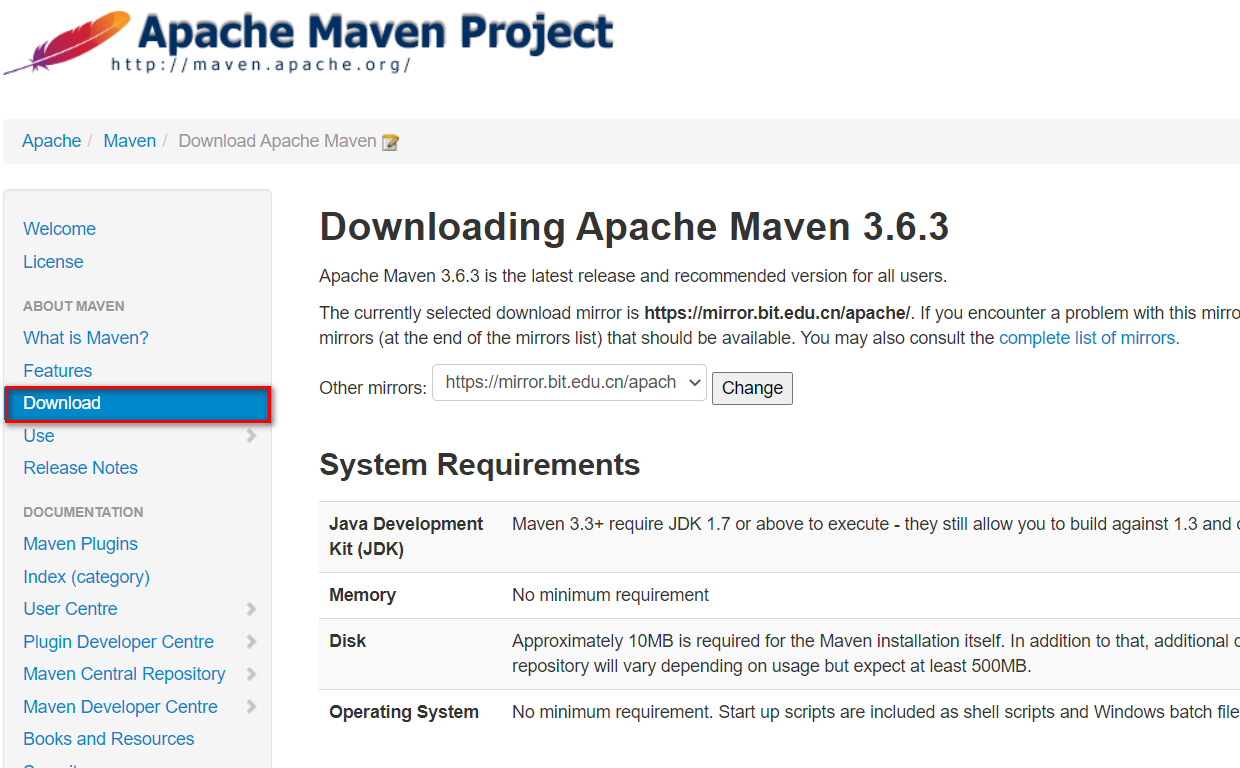 Apache Maven Project
http://maven.apache.org/
Apache / Maven / Download Apache Maven
Welcome
License
ABOUT MAVEN
What is Maven?
Features
Download
Use
Release Notes
DOCUMENTATION
Maven Plugins
Index (category)
User Centre
Plugin Developer Centre
Maven Central Repository
Maven Developer Centre
Books and Resources
Downloading Apache Maven 3.6.3
Apache Maven 3.6.3 is the latest release and recommended version for all users.
The currently selected download mirror is https://mirror.bit.edu.cn/apache/. If you encounter a problem with this mirro
mirrors (at the end of the mirrors list) that should be available. You may also consult the complete list of mirrors.
Other mirrors: https://mirror.bit.edu.cn/apach Change
System Requirements
Java Development Maven 3.3+ require JDK 1.7 or above to execute - they still allow you to build against 1.3 and
Kit (JDK)
Memory No minimum requirement
Disk Approximately 10MB is required for the Maven installation itself. In addition to that, additional
repository will vary depending on usage but expect at least 500MB.
Operating System No minimum requirement. Start up scripts are included as shell scripts and Windows batch file